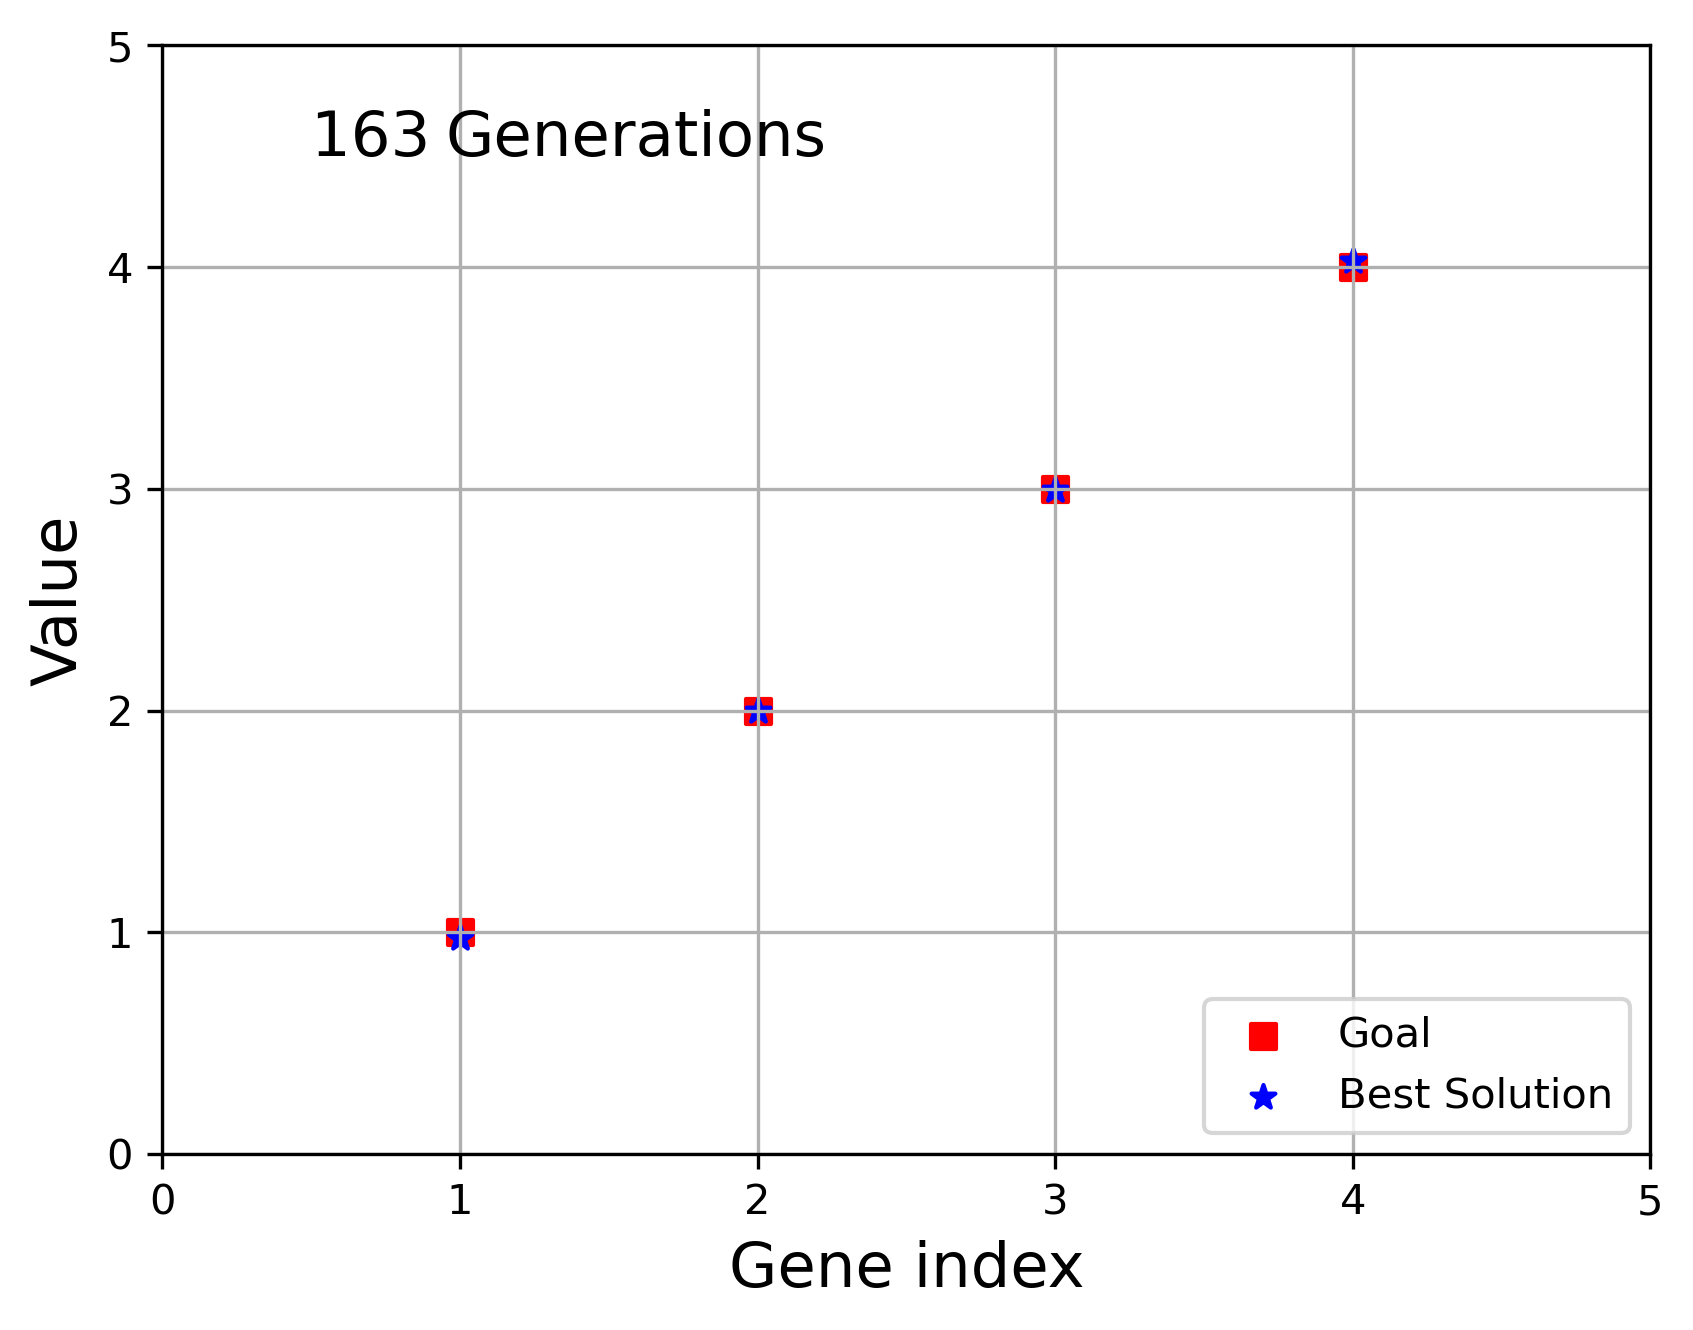 163 Generations
5
4
3
2
1
0
Value
0 1 2 3 4 5
Gene index
Goal
Best Solution